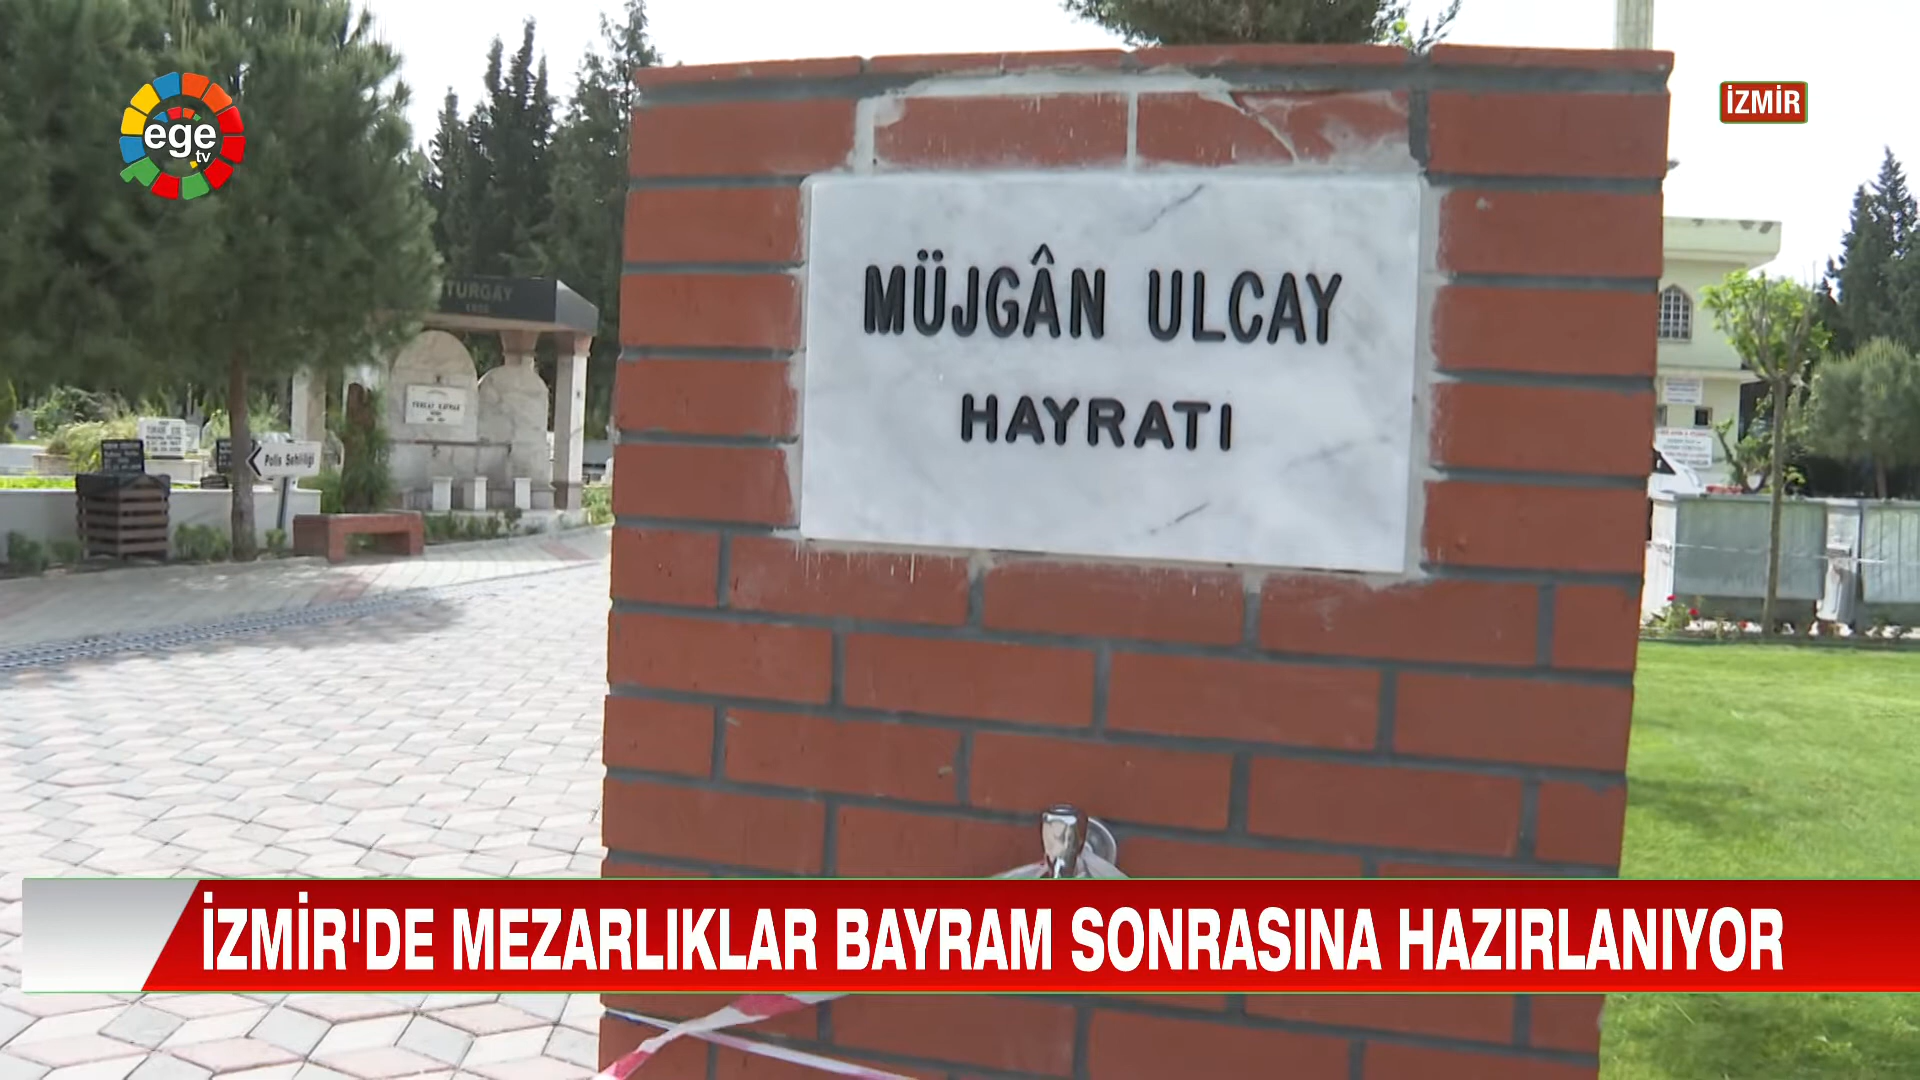 ege
tv
İZMİR
MÜJGÂN ULCAY
HAYRATI
TURGAY
Polis Şehitliği
İZMİR'DE MEZARLIKLAR BAYRAM SONRASINA HAZIRLANIYOR